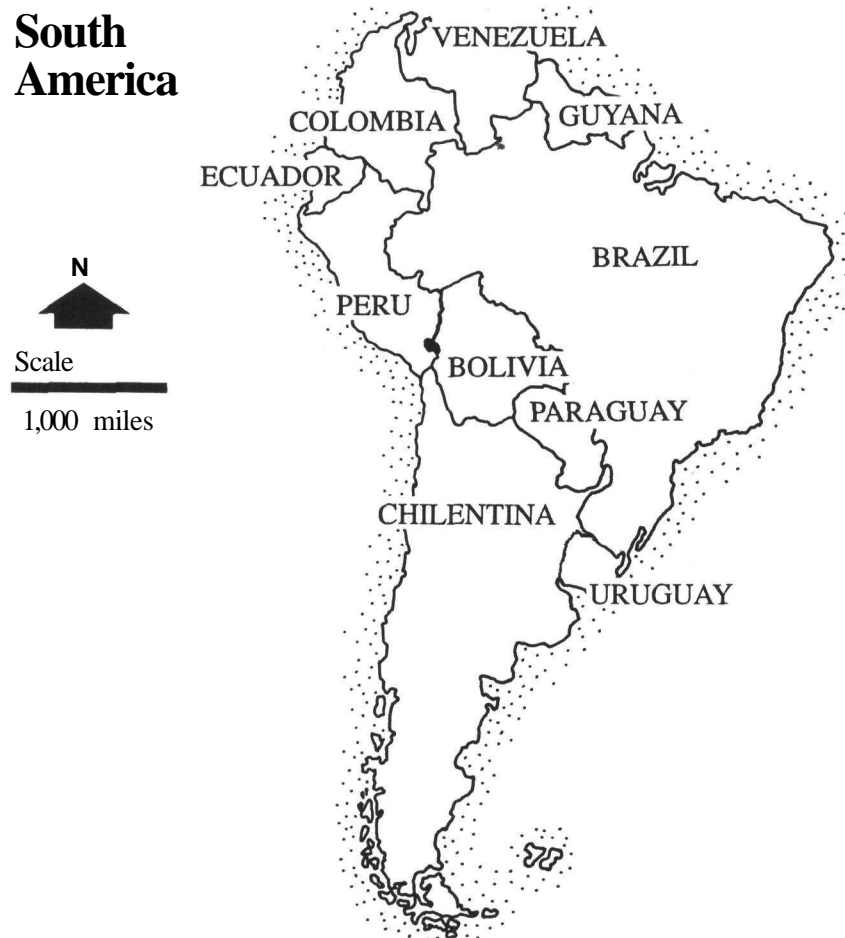 South
America
VENEZUELA
COLOMBIA
GUYANA
ECUADOR
BRAZIL
N
PERU
Scale
BOLIVIA
1,000 miles
PARAGUAY
CHILENTINA
URUGUAY